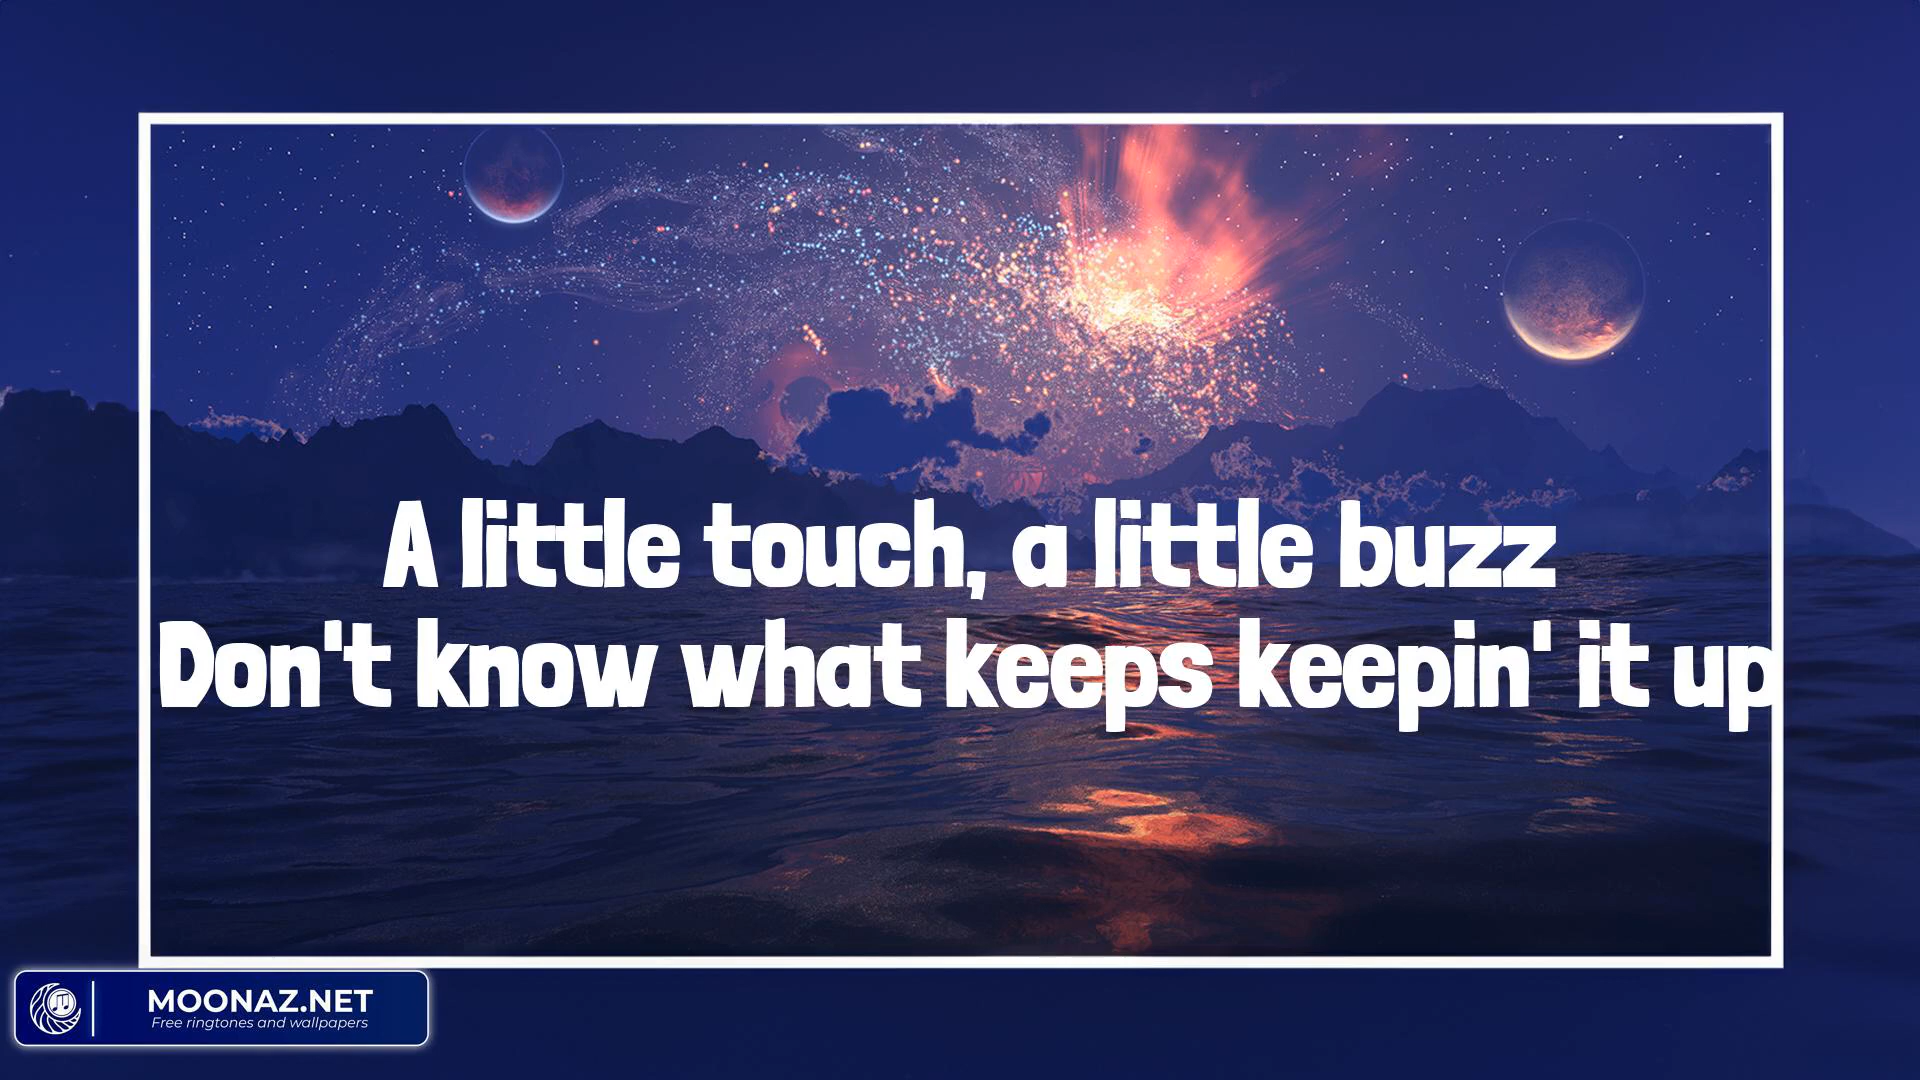 A little touch, a little buzz
Don't know what keeps keepin' it up
MOONAZ.NET
Free ringtones and wallpapers